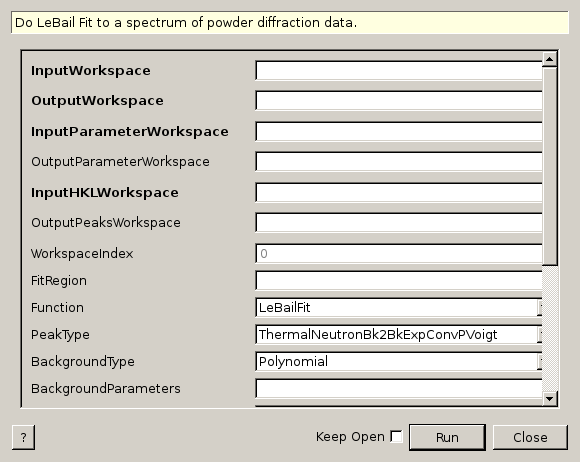 Do LeBail Fit to a spectrum of powder diffraction data.
InputWorkspace
OutputWorkspace
InputParameterWorkspace
OutputParameterWorkspace
InputHKLWorkspace
OutputPeaksWorkspace
WorkspaceIndex 0
FitRegion
Function LeBailFit
PeakType ThermalNeutronBk2BkExpConvPVoigt
BackgroundType Polynomial
BackgroundParameters
? Keep Open Run Close